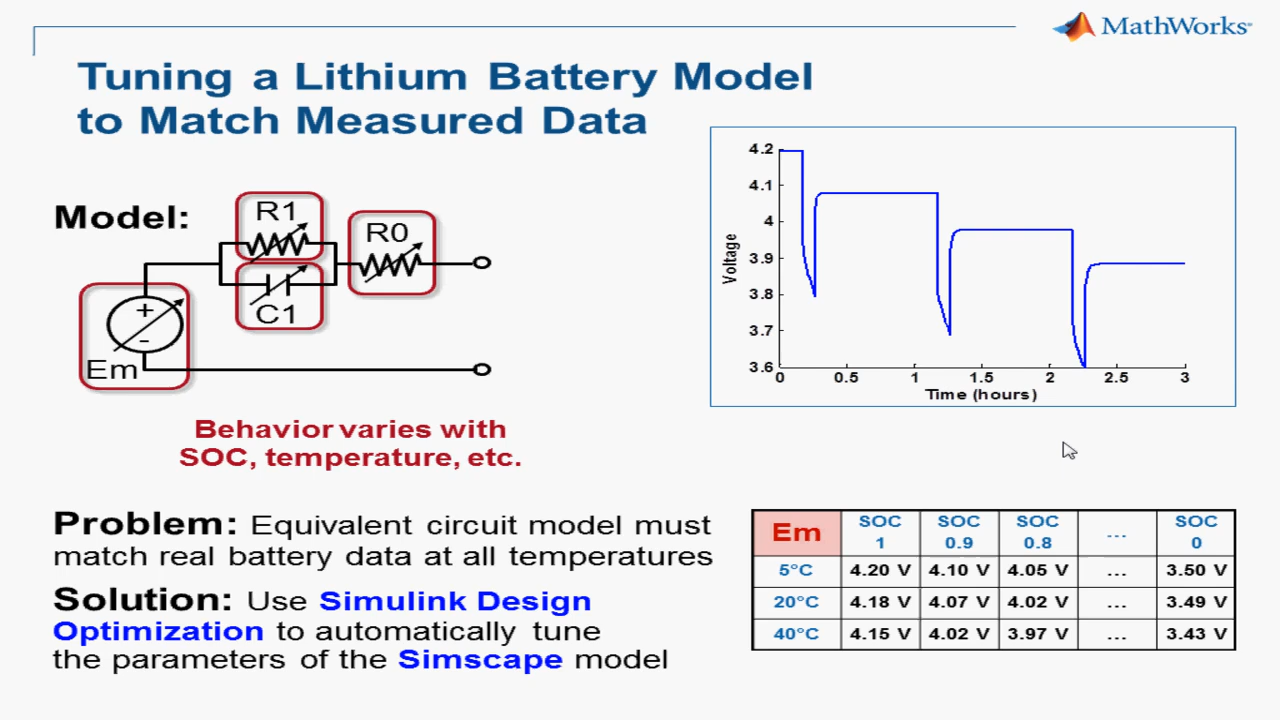 MathWorks®
Tuning a Lithium Battery Model
to Match Measured Data
Model:
R1
R0
C1
+
-
Em
Behavior varies with
SOC, temperature, etc.
4.2
4.1
4
3.9
3.8
3.7
3.6
Voltage
0 0.5 1 1.5 2 2.5 3
Time (hours)
Problem: Equivalent circuit model must
match real battery data at all temperatures
Solution: Use Simulink Design
Optimization to automatically tune
the parameters of the Simscape model
Em SOC 1 SOC 0.9 SOC 0.8 ... SOC 0
5°C 4.20 V 4.10 V 4.05 V ... 3.50 V
20°C 4.18 V 4.07 V 4.02 V ... 3.49 V
40°C 4.15 V 4.02 V 3.97 V ... 3.43 V